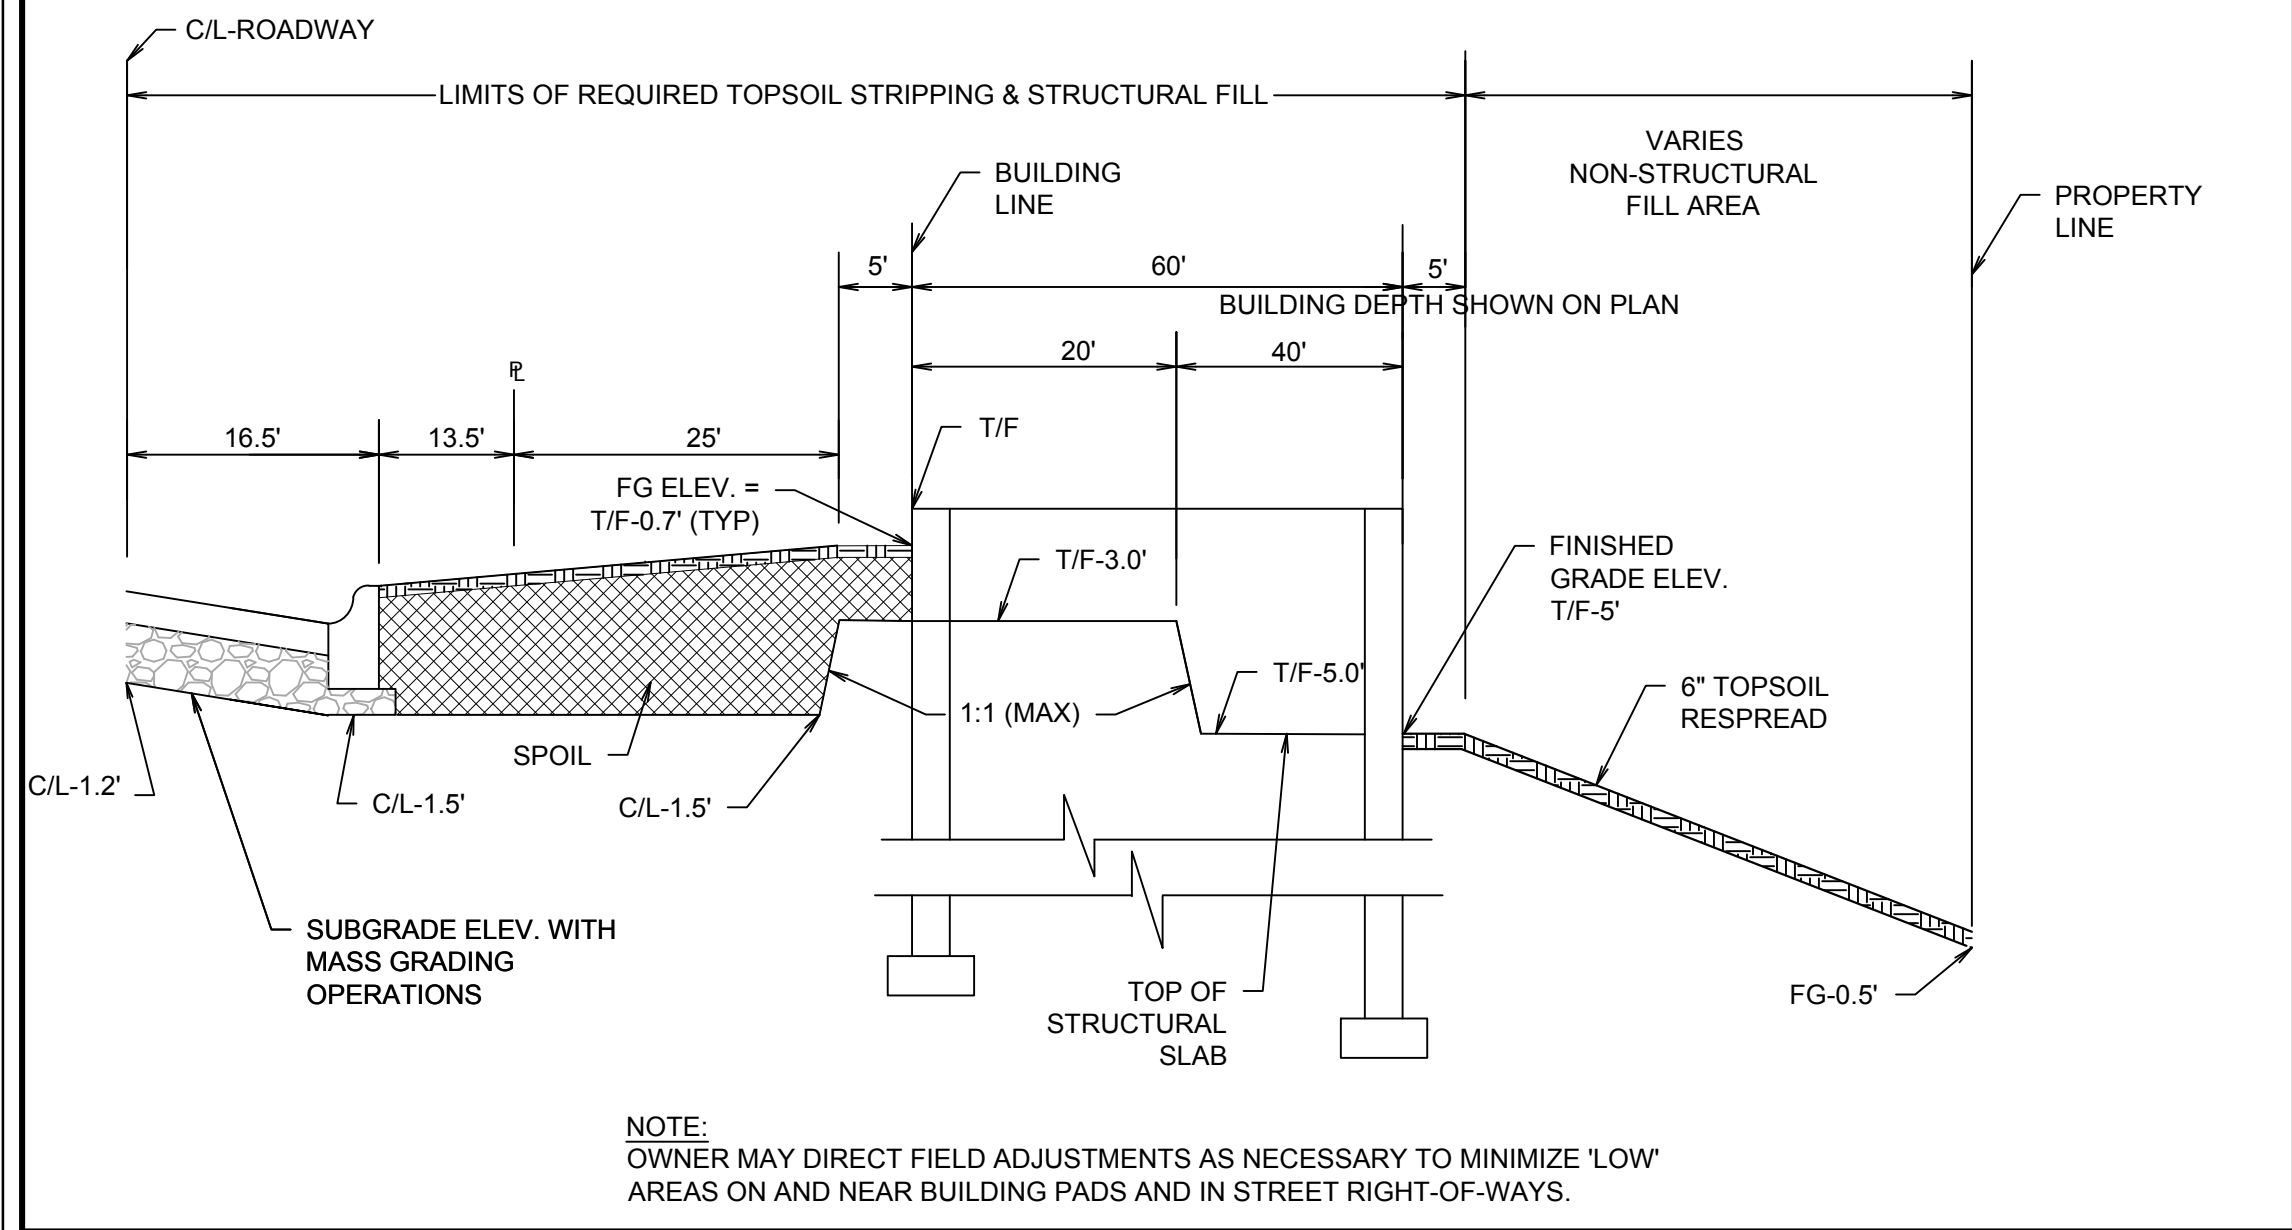 C/L-ROADWAY
LIMITS OF REQUIRED TOPSOIL STRIPPING & STRUCTURAL FILL
VARIES
NON-STRUCTURAL
FILL AREA
BUILDING
LINE
PROPERTY
LINE
5'
60'
5'
BUILDING DEPTH SHOWN ON PLAN
20'
40'
PL
16.5'
13.5'
25'
T/F
FG ELEV. =
T/F-0.7' (TYP)
T/F-3.0'
FINISHED
GRADE ELEV.
T/F-5'
T/F-5.0'
6" TOPSOIL
RESPREAD
1:1 (MAX)
SPOIL
C/L-1.2'
C/L-1.5'
C/L-1.5'
SUBGRADE ELEV. WITH
MASS GRADING
OPERATIONS
TOP OF
STRUCTURAL
SLAB
FG-0.5'
NOTE:
OWNER MAY DIRECT FIELD ADJUSTMENTS AS NECESSARY TO MINIMIZE 'LOW'
AREAS ON AND NEAR BUILDING PADS AND IN STREET RIGHT-OF-WAYS.